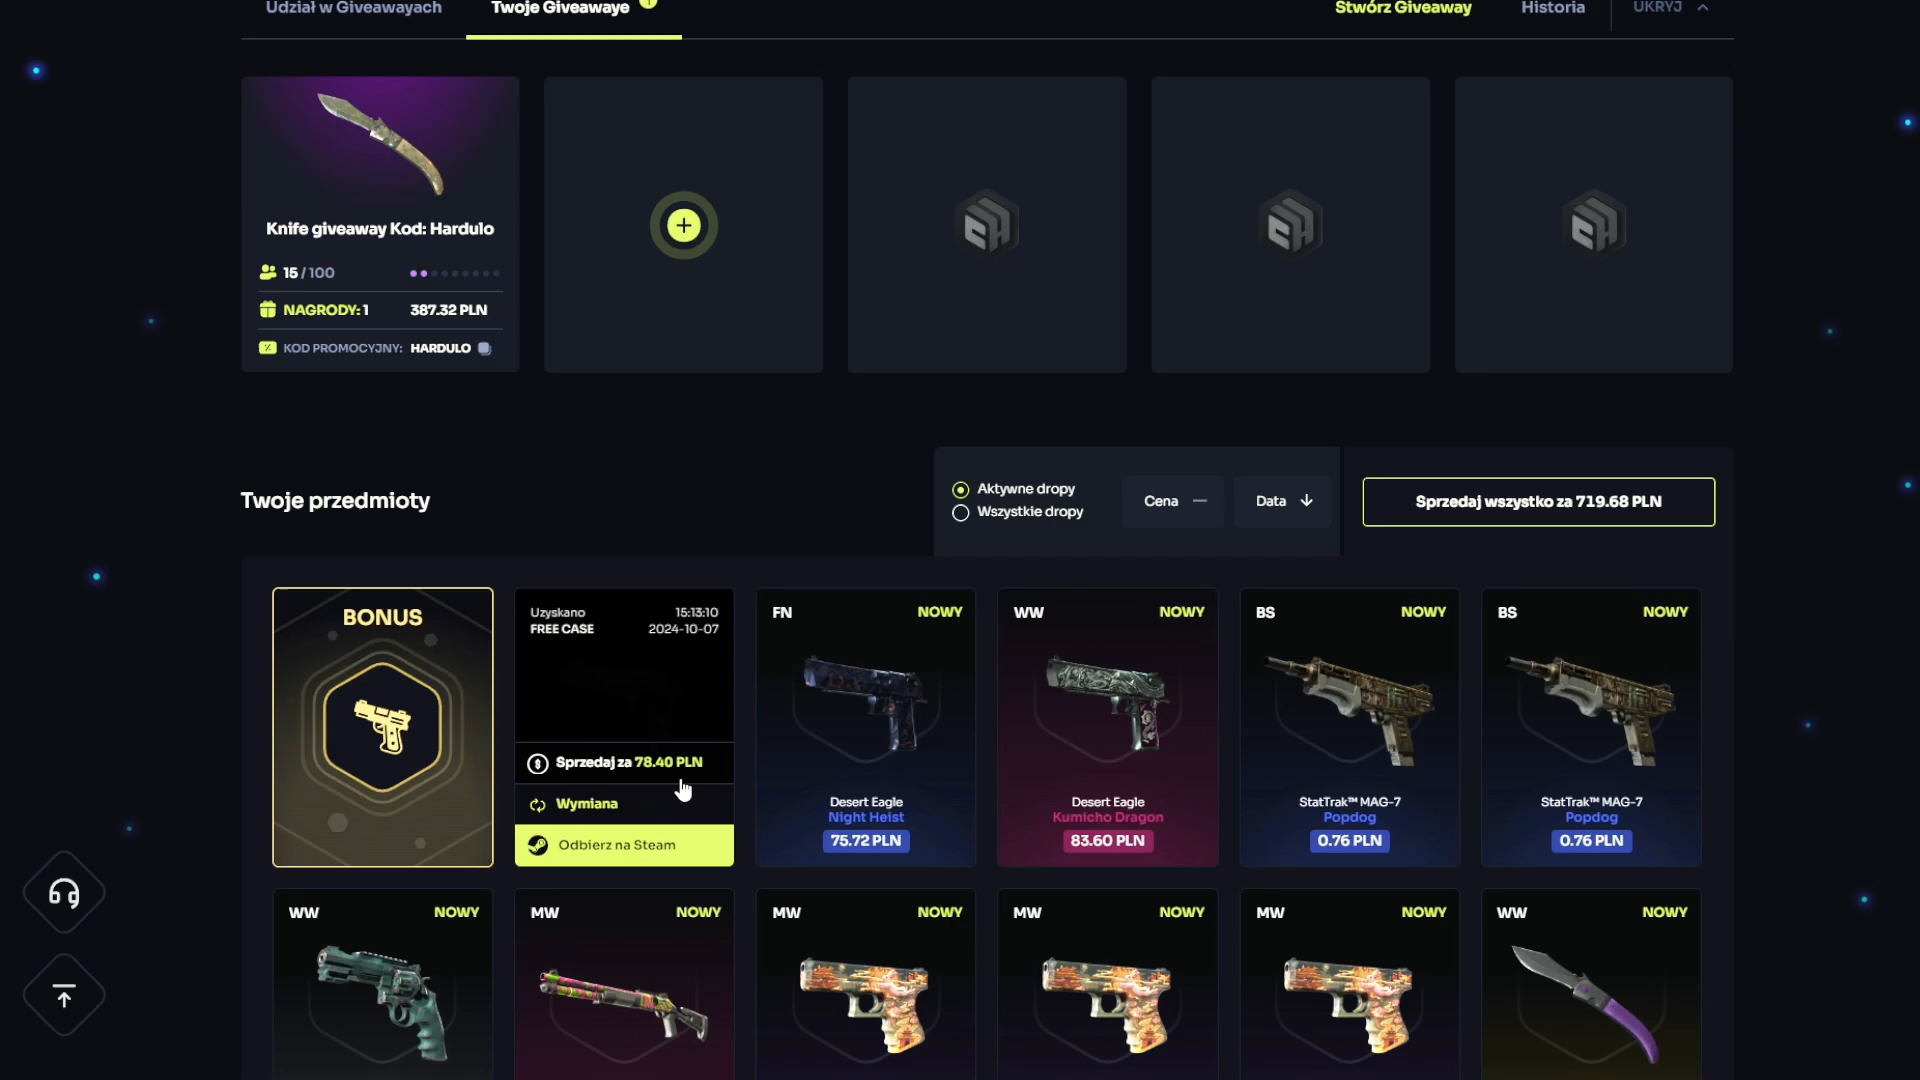 Udział w Giveawayach
Twoje Giveawaye
Stwórz Giveaway
Historia
UKRYJ
Knife giveaway Kod: Hardulo
15 / 100
NAGRODY: 1
387.32 PLN
KOD PROMOCYJNY: HARDULO
Twoje przedmioty
Aktywne dropy
Wszystkie dropy
Cena
Data
Sprzedaj wszystko za 719.68 PLN
BONUS
Uzyskano 15:13:10
FREE CASE 2024-10-07
Sprzedaj za 78.40 PLN
Wymiana
Odbierz na Steam
FN NOWY
Desert Eagle
Night Heist
75.72 PLN
WW NOWY
Desert Eagle
Kumicho Dragon
83.60 PLN
BS NOWY
StatTrak™ MAG-7
Popdog
0.76 PLN
BS NOWY
StatTrak™ MAG-7
Popdog
0.76 PLN
WW NOWY
MW NOWY
MW NOWY
MW NOWY
MW NOWY
WW NOWY